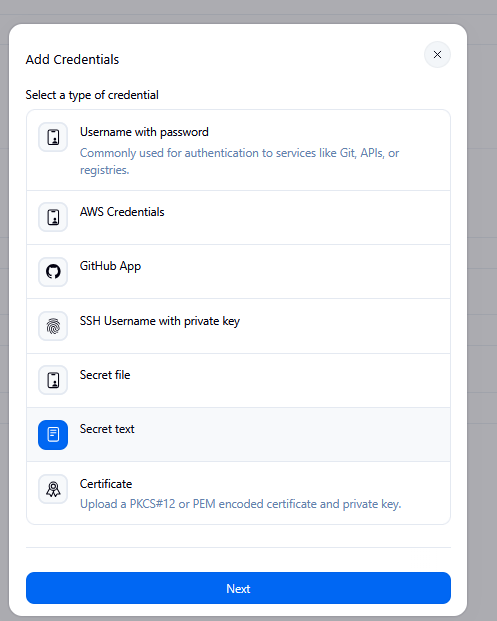 Add Credentials
Select a type of credential
Username with password
Commonly used for authentication to services like Git, APIs, or
registries.
AWS Credentials
GitHub App
SSH Username with private key
Secret file
Secret text
Certificate
Upload a PKCS#12 or PEM encoded certificate and private key.
Next